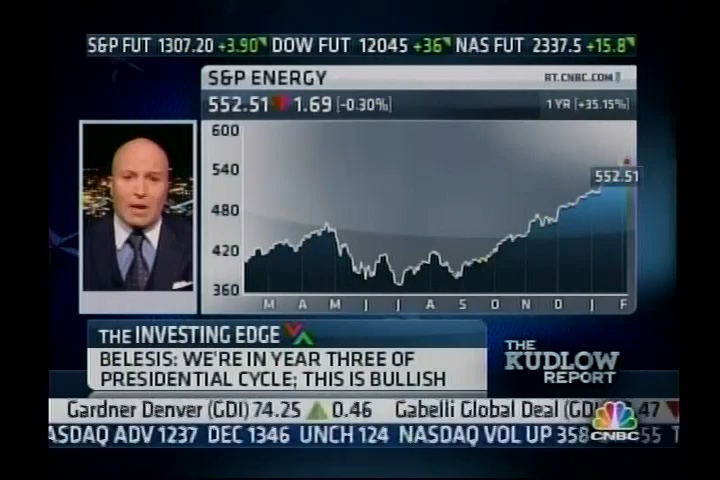 S&P FUT 1307.20 +3.90 DOW FUT 12045 +36 NAS FUT 2337.5 +15.8
S&P ENERGY RT.CNBC.COM
552.51 1.69 [-0.30%] 1 YR [+35.15%]
600
540
480
420
360
552.51
M A M J J A S O N D J F
THE INVESTING EDGE
BELESIS: WE'RE IN YEAR THREE OF
PRESIDENTIAL CYCLE; THIS IS BULLISH
THE
KUDLOW
REPORT
Gardner Denver (GDI) 74.25 0.46 Gabelli Global Deal (GD .47
CNBC
ASDAQ ADV 1237 DEC 1346 UNCH 124 NASDAQ VOL UP 358 55